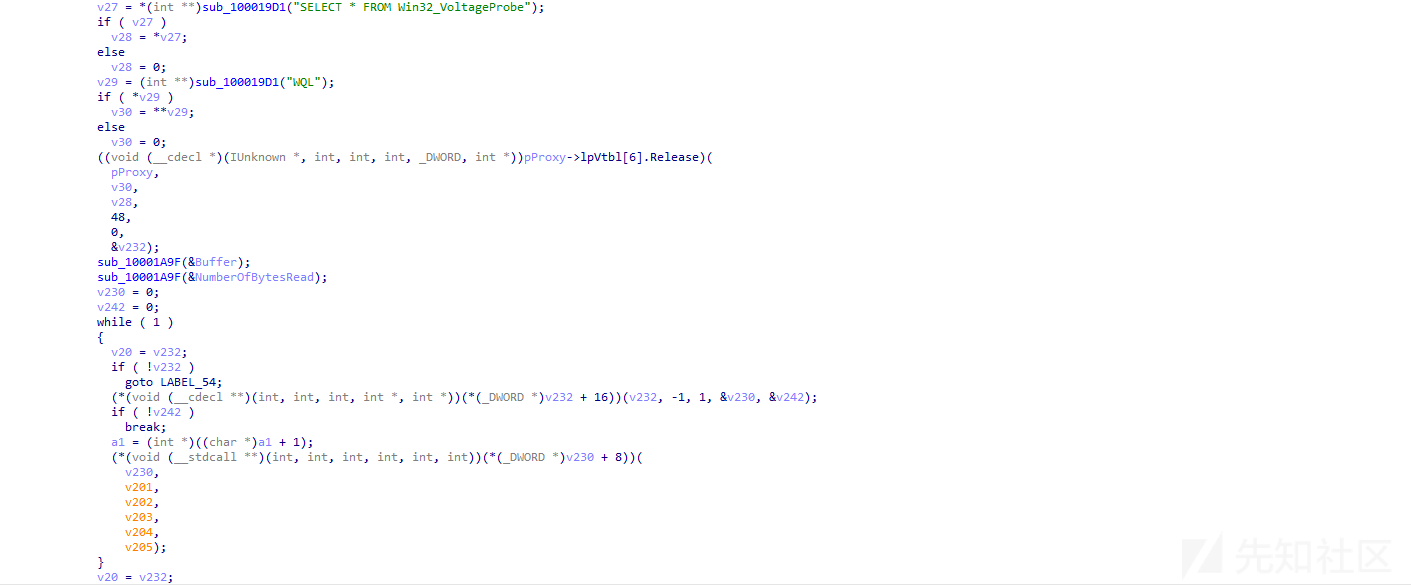 v27 = *(int **)sub_100019D1("SELECT * FROM Win32_VoltageProbe");
if ( v27 )
v28 = *v27;
else
v28 = 0;
v29 = (int **)sub_100019D1("WQL");
if ( *v29 )
v30 = **v29;
else
v30 = 0;
((void (__cdecl *)(IUnknown *, int, int, int, _DWORD, int *))pProxy->lpVtbl[6].Release)(
pProxy,
v30,
v28,
48,
0,
&v232);
sub_10001A9F(&Buffer);
sub_10001A9F(&NumberOfBytesRead);
v230 = 0;
v242 = 0;
while ( 1 )
{
v20 = v232;
if ( !v232 )
goto LABEL_54;
(*(void (__cdecl **)(int, int, int, int *, int *))(*(_DWORD *)v232 + 16))(v232, -1, 1, &v230, &v242);
if ( !v242 )
break;
a1 = (int *)((char *)a1 + 1);
(*(void (__stdcall **)(int, int, int, int, int, int))(*(_DWORD *)v230 + 8))(
v230,
v201,
v202,
v203,
v204,
v205);
}
v20 = v232;
先知社区